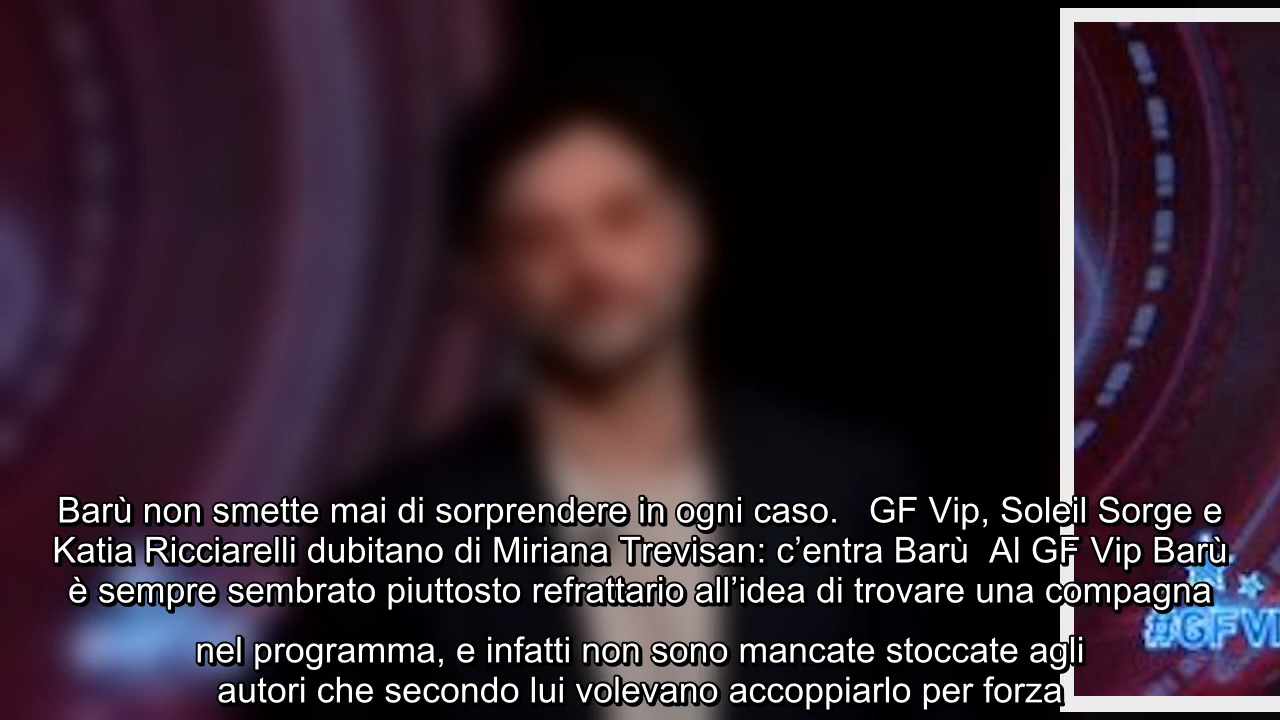 Barù non smette mai di sorprendere in ogni caso.   GF Vip, Soleil Sorge e
Katia Ricciarelli dubitano di Miriana Trevisan: c’entra Barù  Al GF Vip Barù
è sempre sembrato piuttosto refrattario all’idea di trovare una compagna
nel programma, e infatti non sono mancate stoccate agli
autori che secondo lui volevano accoppiarlo per forza
#GFVI